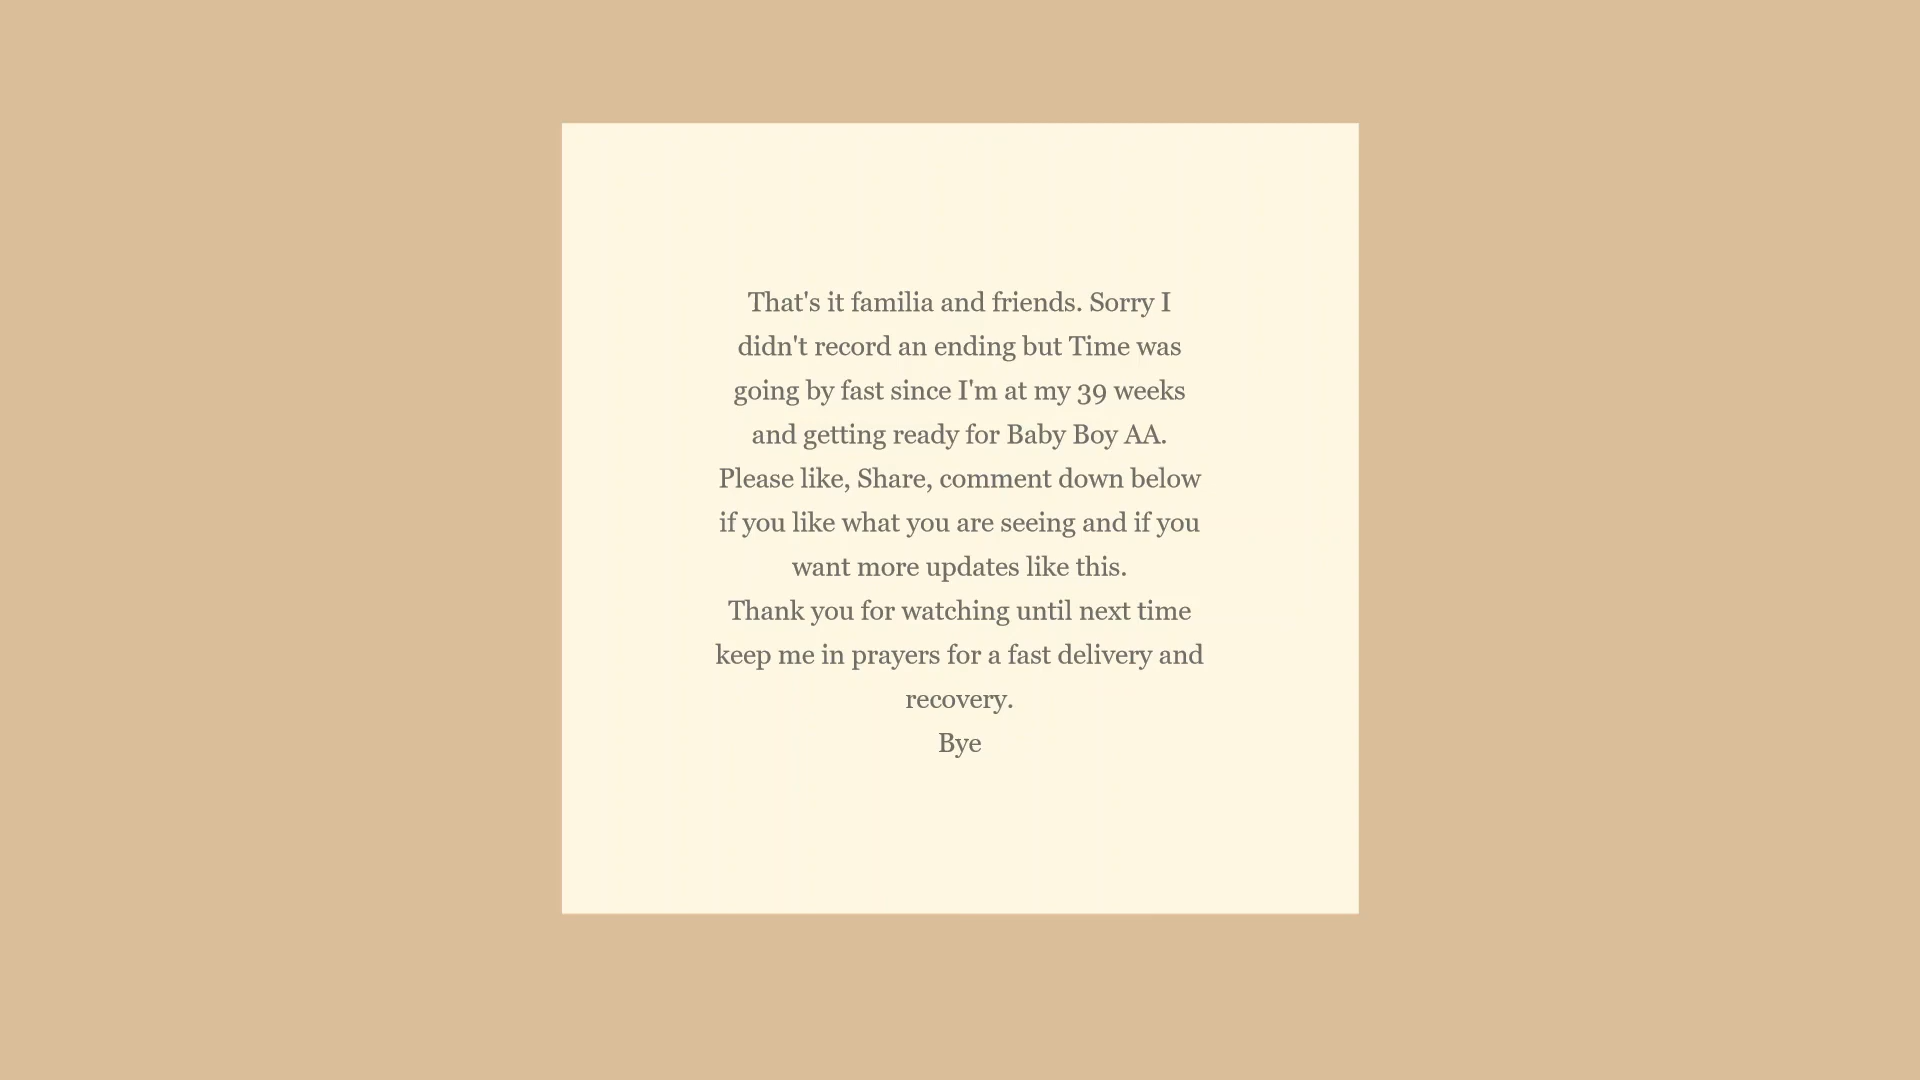 That's it familia and friends. Sorry I
didn't record an ending but Time was
going by fast since I'm at my 39 weeks
and getting ready for Baby Boy AA.
Please like, Share, comment down below
if you like what you are seeing and if you
want more updates like this.
Thank you for watching until next time
keep me in prayers for a fast delivery and
recovery.
Bye